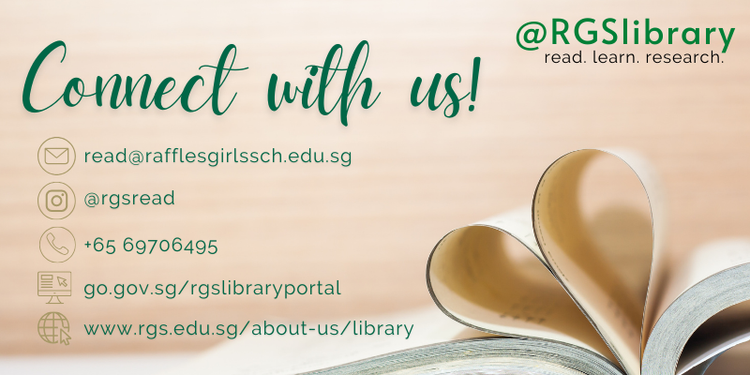 @RGSlibrary
read. learn. research.
Connect with us!
read@rafflesgirlssch.edu.sg
@rgsread
+65 69706495
go.gov.sg/rgslibraryportal
www.rgs.edu.sg/about-us/library